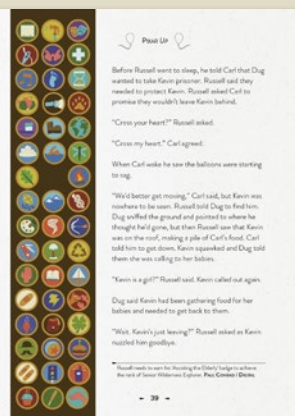 Pixar Up
Before Russell went to sleep, he told Carl that Dug
wanted to take Kevin prisoner. Russell said they
needed to protect Kevin. Russell asked Carl to
promise they wouldn't leave Kevin behind.
"Cross your heart?" Russell asked.
"Cross my heart." Carl agreed.
When Carl woke he saw the balloons were starting
to sag.
"We'd better get moving," Carl said, but Kevin was
nowhere to be seen. Russell told Dug to find him.
Dug sniffed the ground and pointed to where he
thought he'd gone, but then Russell saw that Kevin
was on the roof, making a pile of Carl's food. Carl
told him to get down. Kevin squawked and Dug told
them she was calling to her babies.
"Kevin is a girl?" Russell said. Kevin called out again.
Dug said Kevin had been gathering food for her
babies and needed to get back to them.
"Wait. Kevin's just leaving?" Russell asked as Kevin
nuzzled him goodbye.
Russell needs to earn his 'Assisting the Elderly' badge to achieve
the rank of Senior Wilderness Explorer.
39